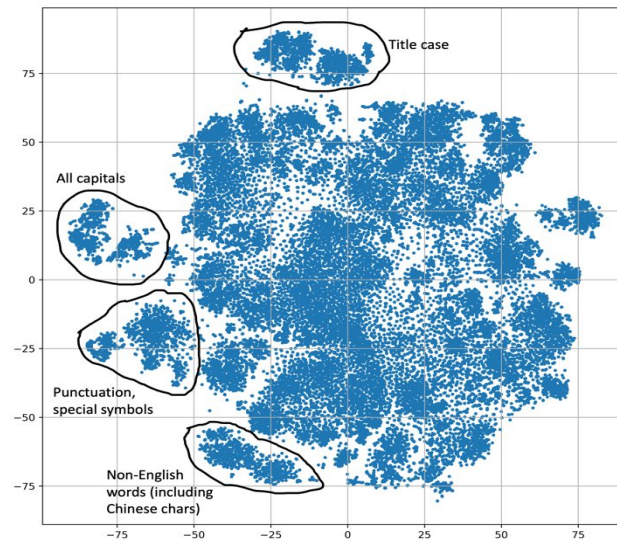 Title case
75
50
All capitals
25
0
−25
Punctuation,
special symbols
−50
Non-English
words (including
Chinese chars)
−75
−75 −50 −25 0 25 50 75